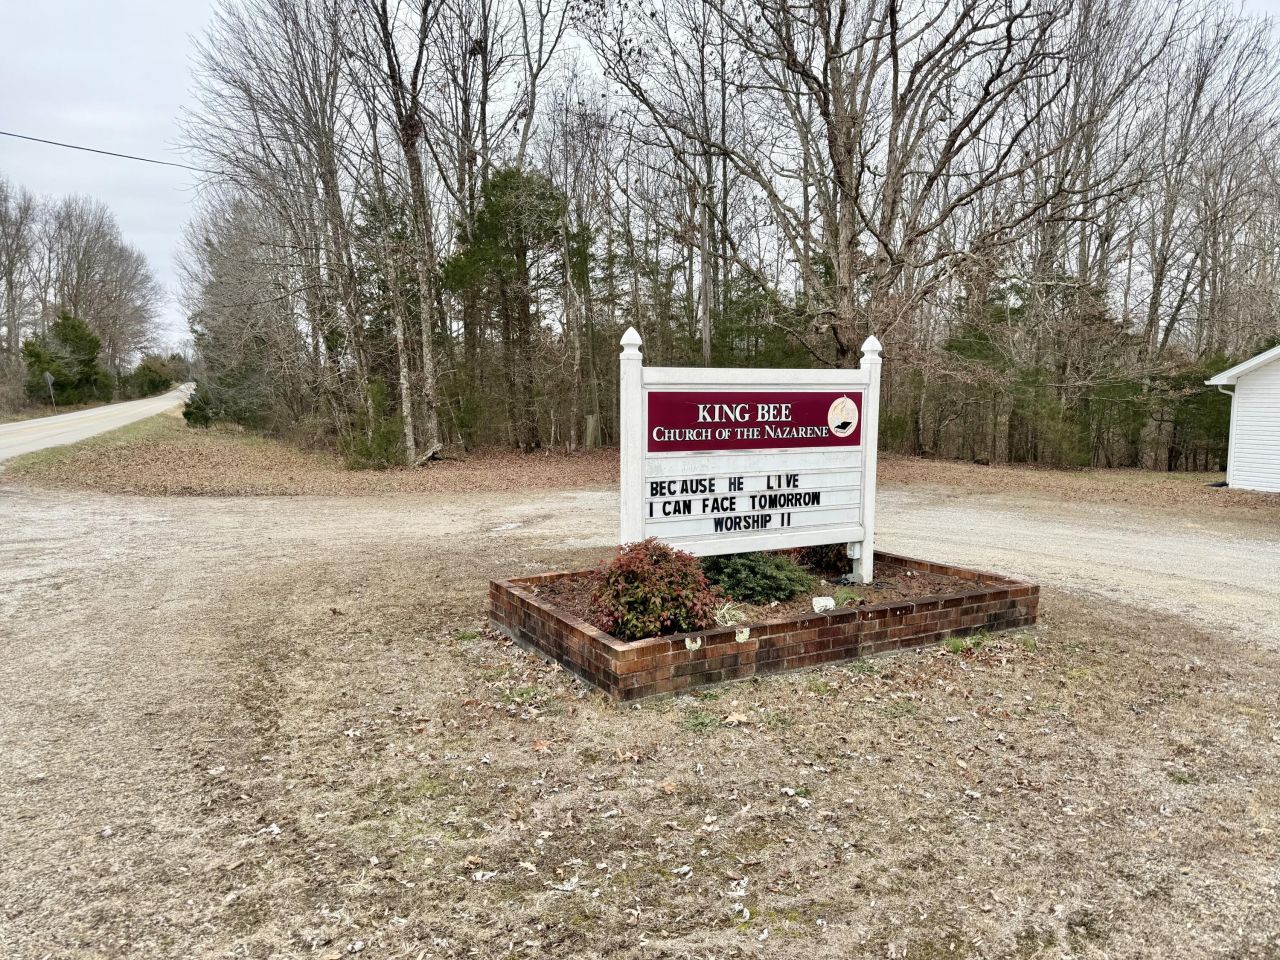 KING BEE
CHURCH OF THE NAZARENE
BECAUSE HE LIVE
I CAN FACE TOMORROW
WORSHIP 11